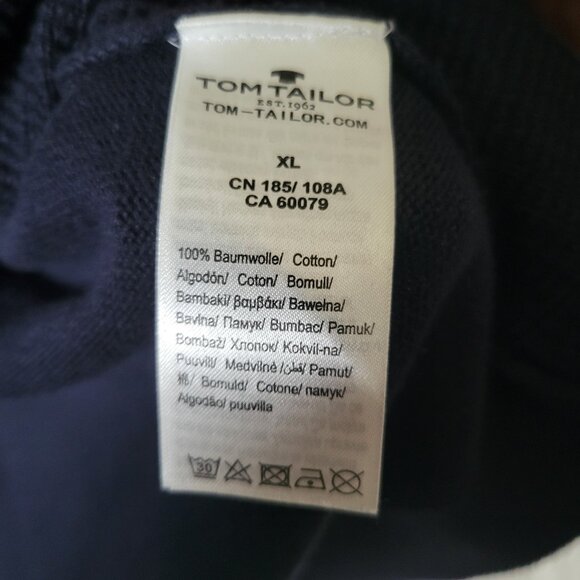 TOM TAILOR
EST. 1962
TOM-TAILOR.COM
XL
CN 185/ 108A
CA 60079
100% Baumwolle/ Cotton/
Algodón/ Coton/ Bomull/
Bambaki/ βαμβάκι/ Bawełna/
Bavlna/ Памук/ Bumbac/ Pamuk/
Bombaž/ Хлопок/ Kokvil-na/
Puuvill/ Medvilnė /قطن/ Pamut/
棉/ Bomuld/ Cotone/ памук/
Algodão/ puuvilla
30